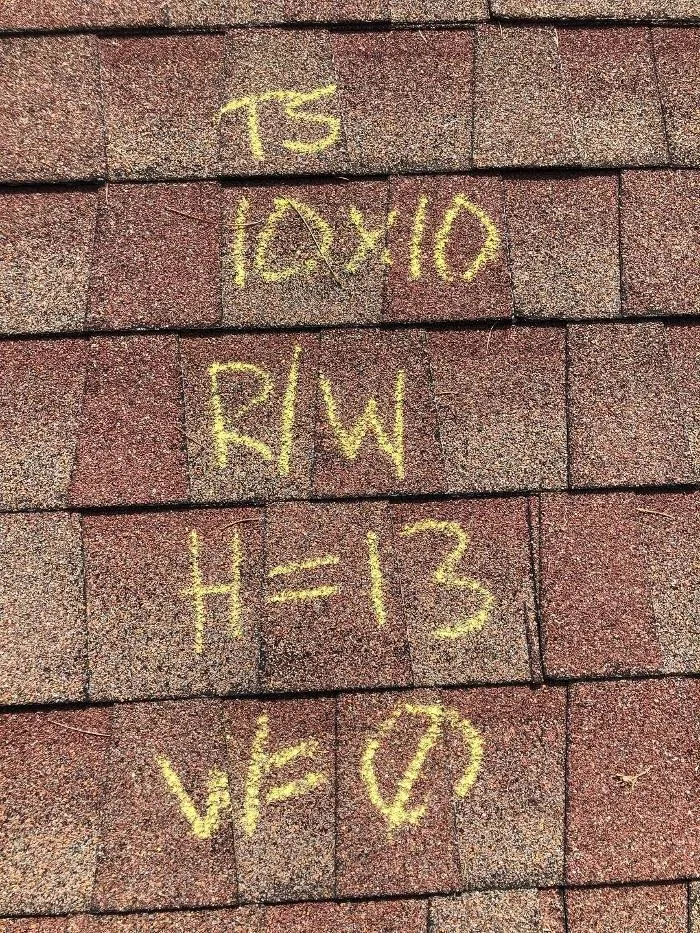 TS
10x10
R/W
H=13
W=Ø